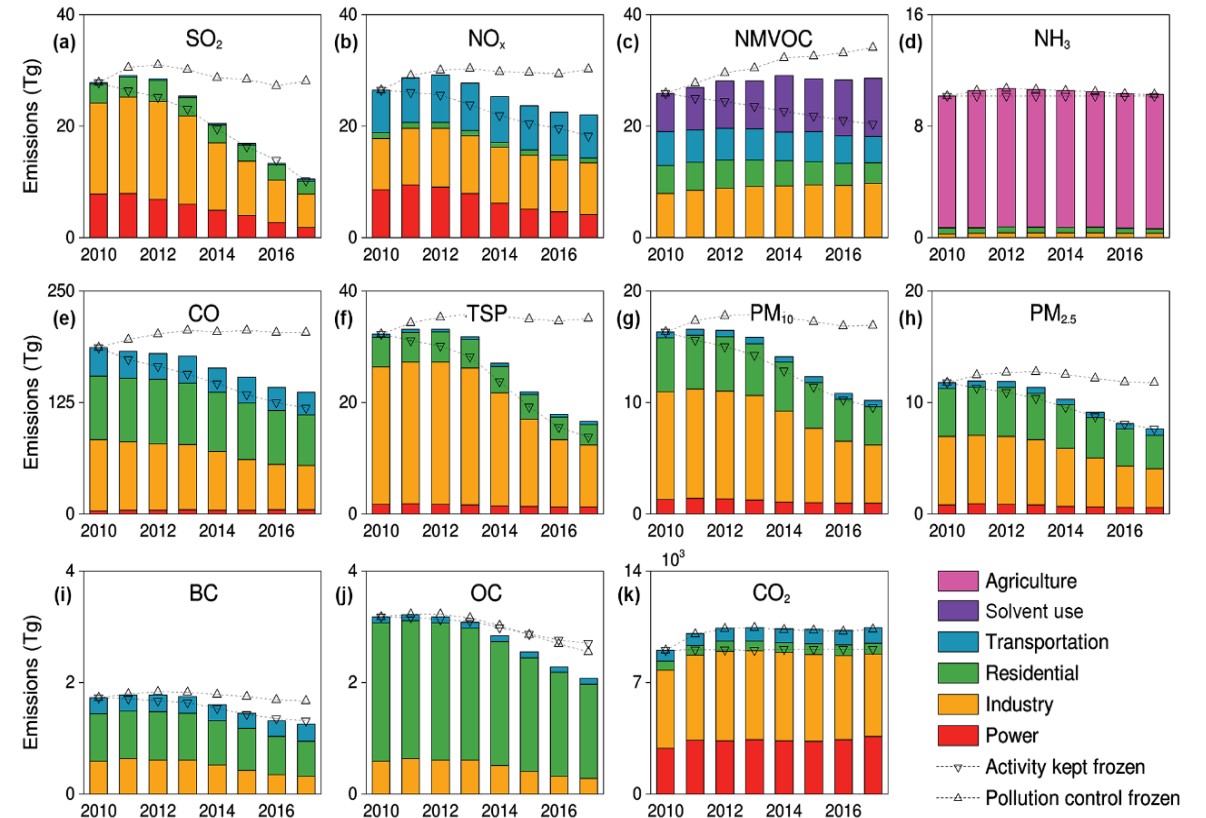 40
40
40
16
(a)
SO2
(b)
NOx
(c)
NMVOC
(d)
NH3
Emissions (Tg)
20
20
20
8
0
0
0
0
2010 2012 2014 2016
2010 2012 2014 2016
2010 2012 2014 2016
2010 2012 2014 2016
250
40
20
20
(e)
CO
(f)
TSP
(g)
PM10
(h)
PM2.5
Emissions (Tg)
125
20
10
10
0
0
0
0
2010 2012 2014 2016
2010 2012 2014 2016
2010 2012 2014 2016
2010 2012 2014 2016
10³
4
4
14
(i)
BC
(j)
OC
(k)
CO2
Emissions (Tg)
2
2
7
0
0
0
2010 2012 2014 2016
2010 2012 2014 2016
2010 2012 2014 2016
Agriculture
Solvent use
Transportation
Residential
Industry
Power
Activity kept frozen
Pollution control frozen